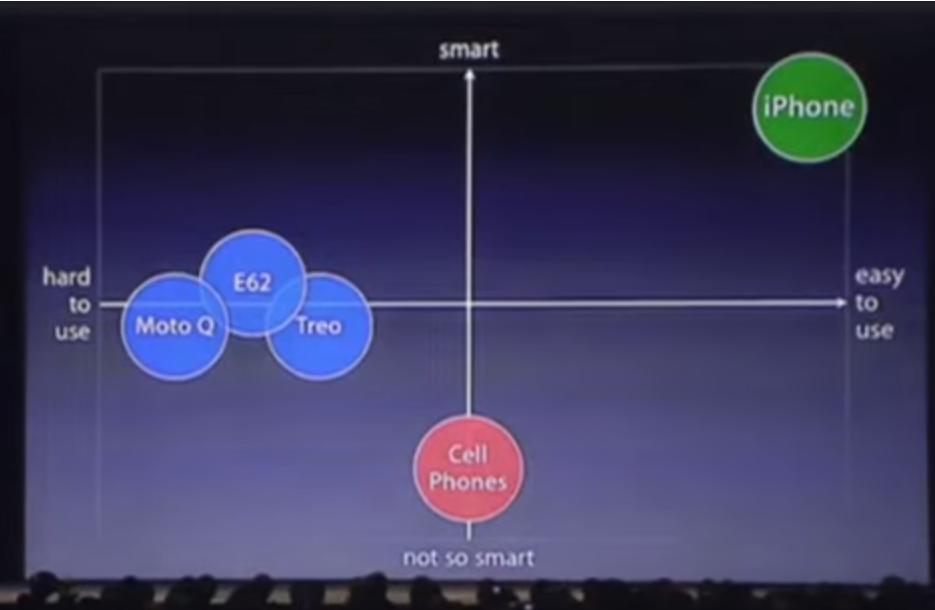 smart
iPhone
hard
to
use
E62
Moto Q
Treo
easy
to
use
Cell
Phones
not so smart